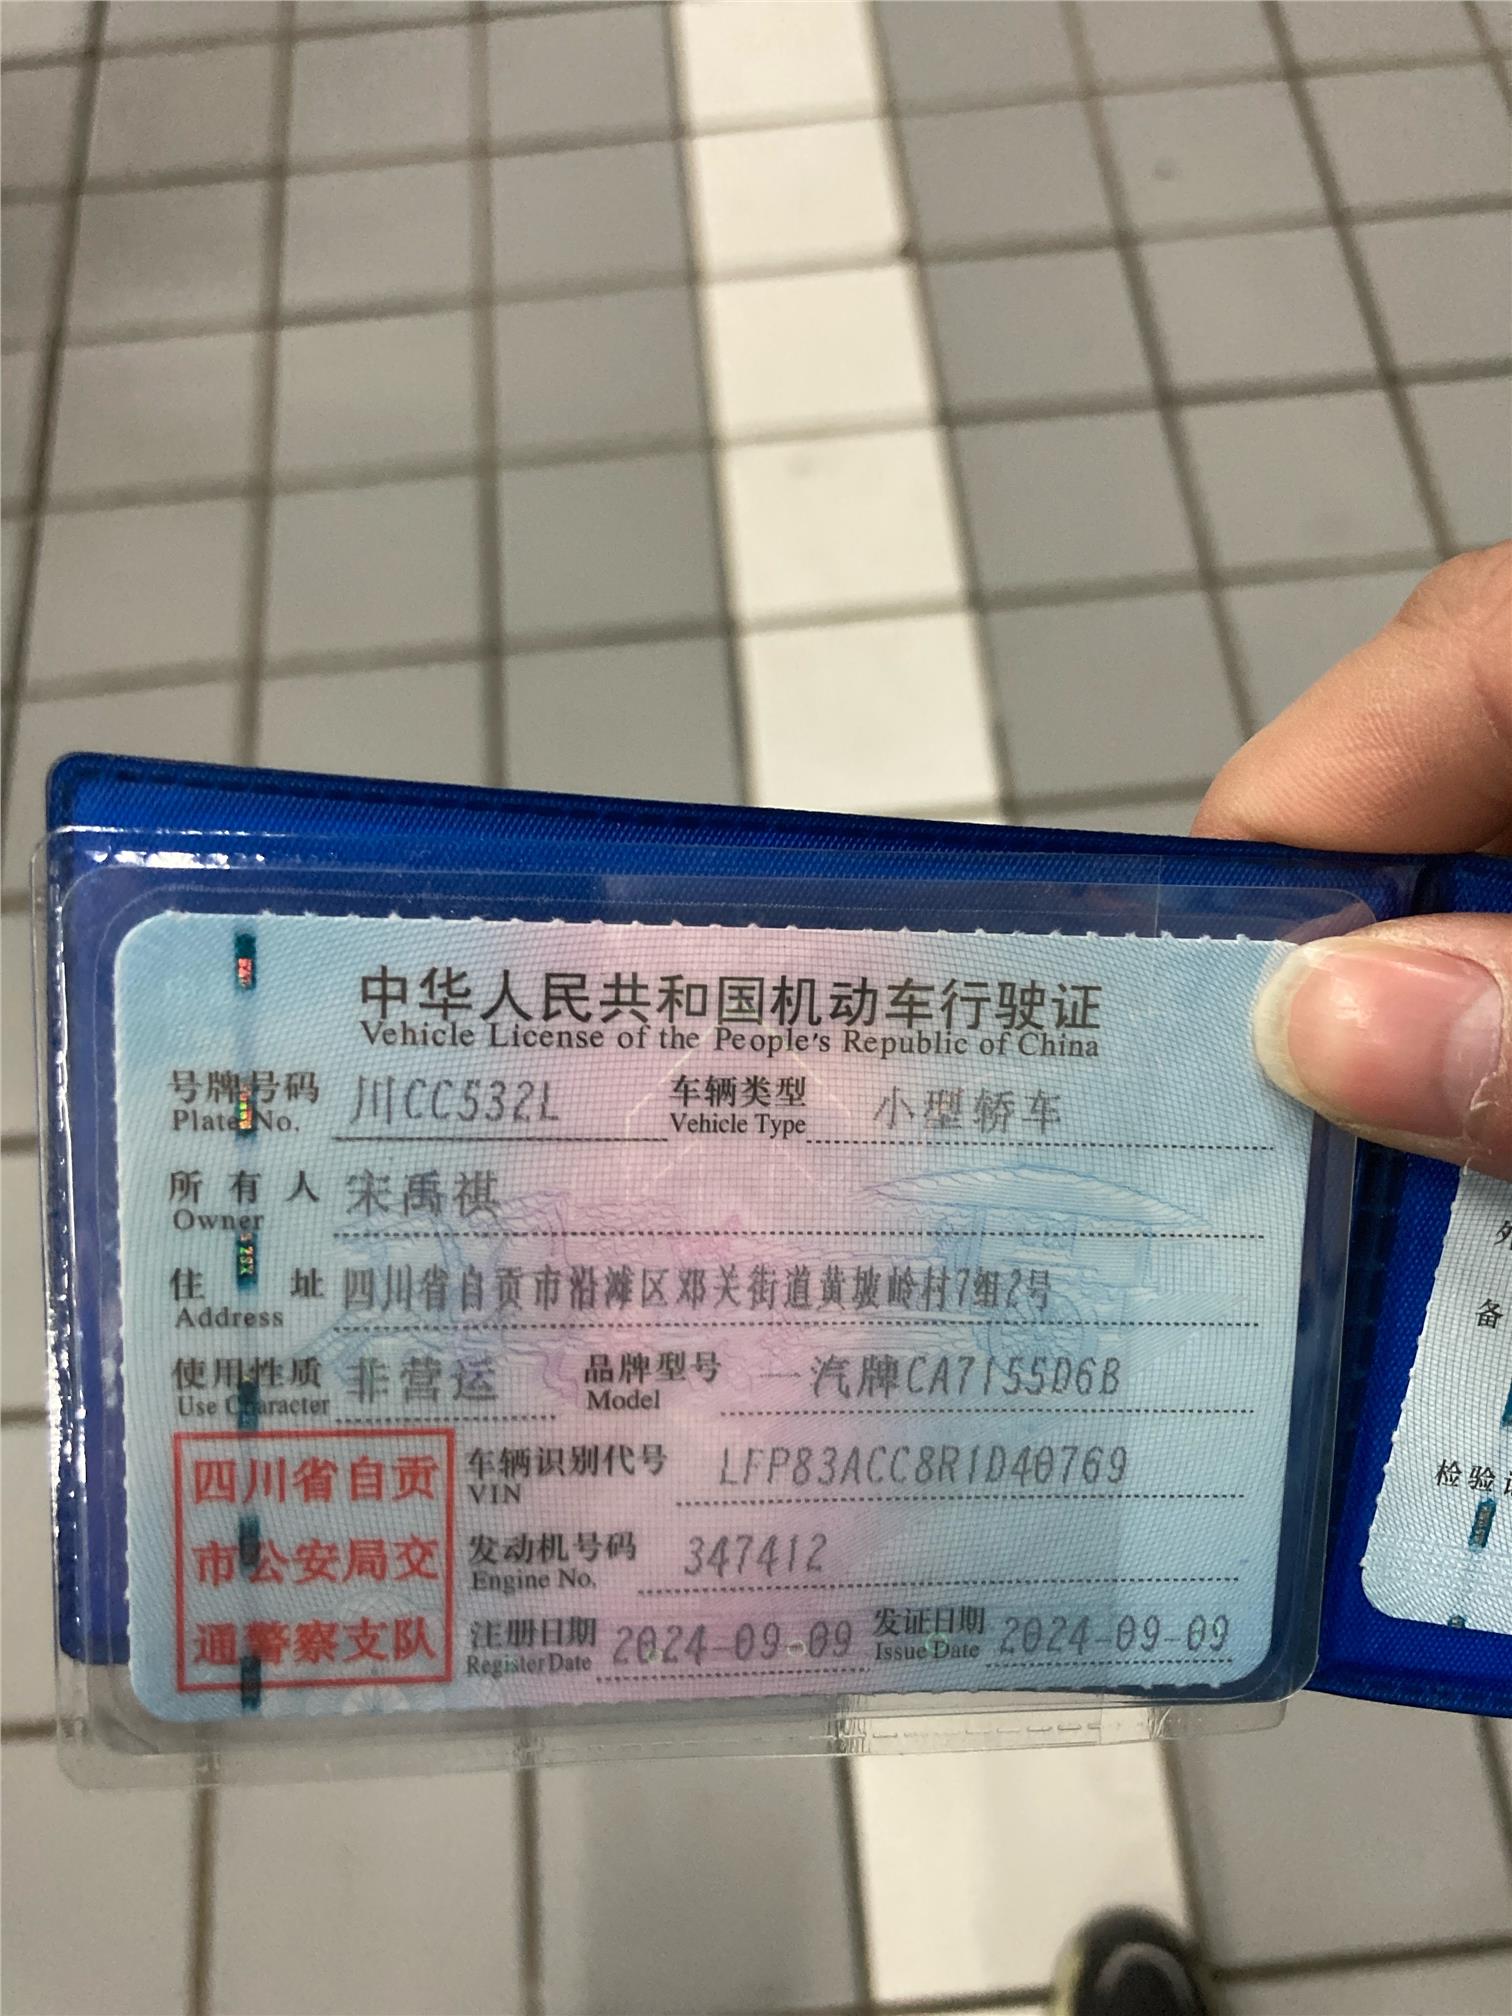 中华人民共和国机动车行驶证
Vehicle License of the People's Republic of China
号牌号码 川CC532L 车辆类型 小型轿车
Plate No. Vehicle Type
所有人 宋禹祺
Owner
住址 四川省自贡市沿滩区邓关街道黄坡岭村7组2号
Address
使用性质 非营运 品牌型号 一汽牌CA7155D6B
Use Character Model
四川省自贡
市公安局交
通警察支队
车辆识别代号 LFP83ACC8R1D40769
VIN
发动机号码 347412
Engine No.
注册日期 2024-09-09 发证日期 2024-09-09
Register Date Issue Date
备
检验